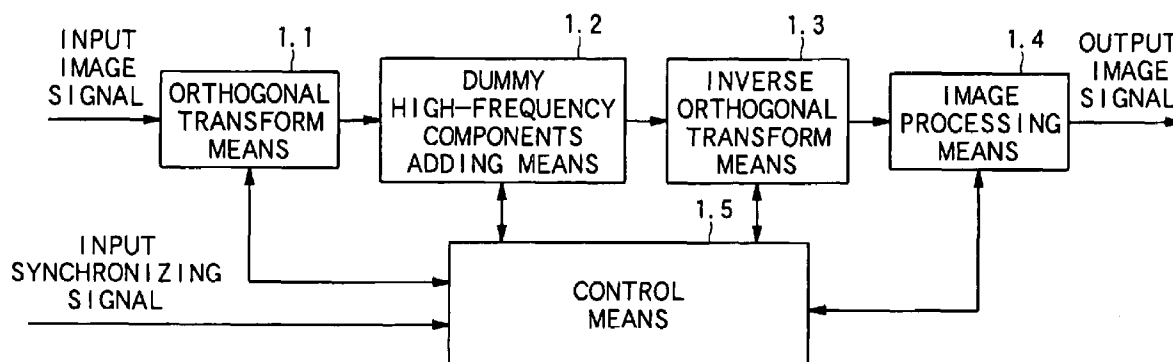 INPUT
IMAGE
SIGNAL
1.1
ORTHOGONAL
TRANSFORM
MEANS
1.2
DUMMY
HIGH-FREQUENCY
COMPONENTS
ADDING MEANS
1.3
INVERSE
ORTHOGONAL
TRANSFORM
MEANS
1.4
IMAGE
PROCESSING
MEANS
OUTPUT
IMAGE
SIGNAL
INPUT
SYNCHRONIZING
SIGNAL
1.5
CONTROL
MEANS